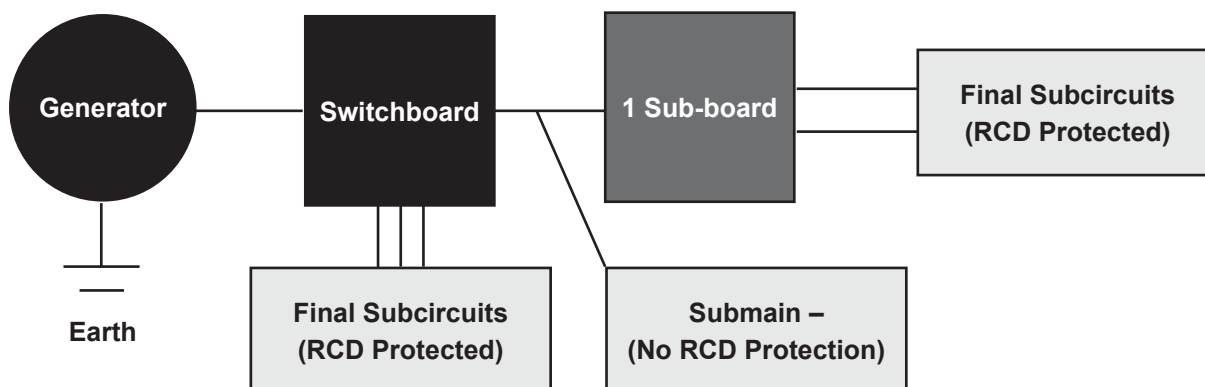 Generator
Switchboard
1 Sub-board
Final Subcircuits
(RCD Protected)
Earth
Final Subcircuits
(RCD Protected)
Submain –
(No RCD Protection)